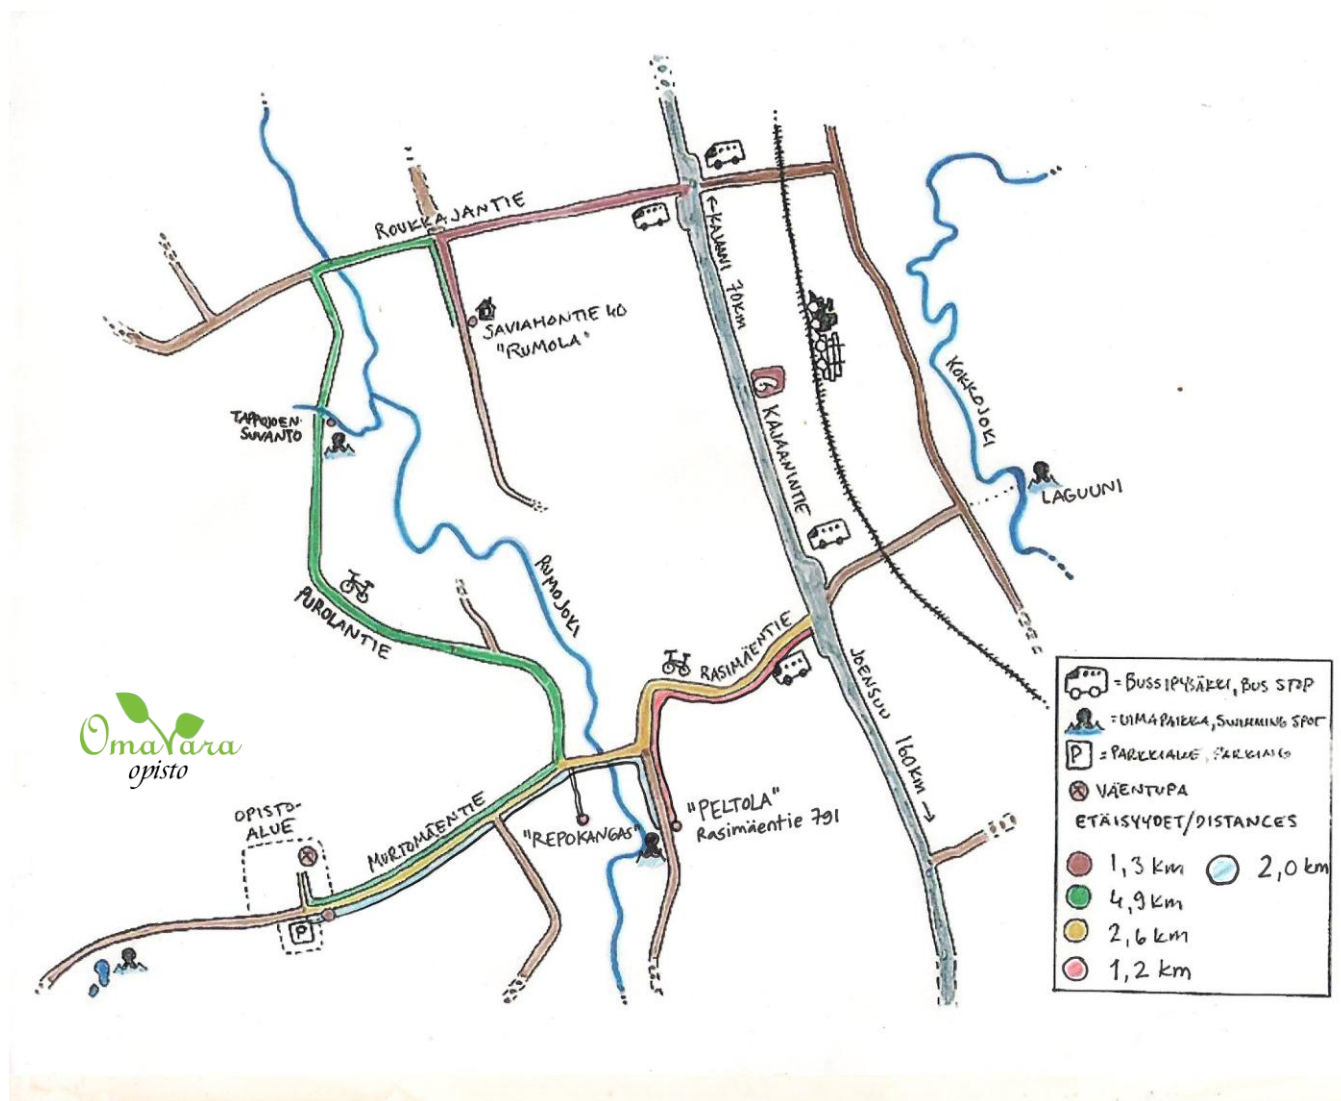 ROUKKAJANTIE
←KAJAANI 70KM
SAVIAHONTIE 40
"RUMOLA"
6
KAJAANINTIE
KOKKOJOKI
LAGUUNI
TAPPOJOEN-
SUVANTO
PUROLANTIE
RUMOJOKI
RASIMÄENTIE
JOENSUU 160KM →
OmaVara
opisto
OPISTO-
ALUE
MURTOMÄENTIE
"REPOKANGAS"
"PELTOLA"
Rasimäentie 791
P
= BUSSIPYSÄKKI, BUS STOP
= UIMAPAIKKA, SWIMMING SPOT
P = PARKKIALUE, PARKING
VÄENTUPA
ETÄISYYDET/DISTANCES
1,3 km
2,0 km
4,9 km
2,6 km
1,2 km